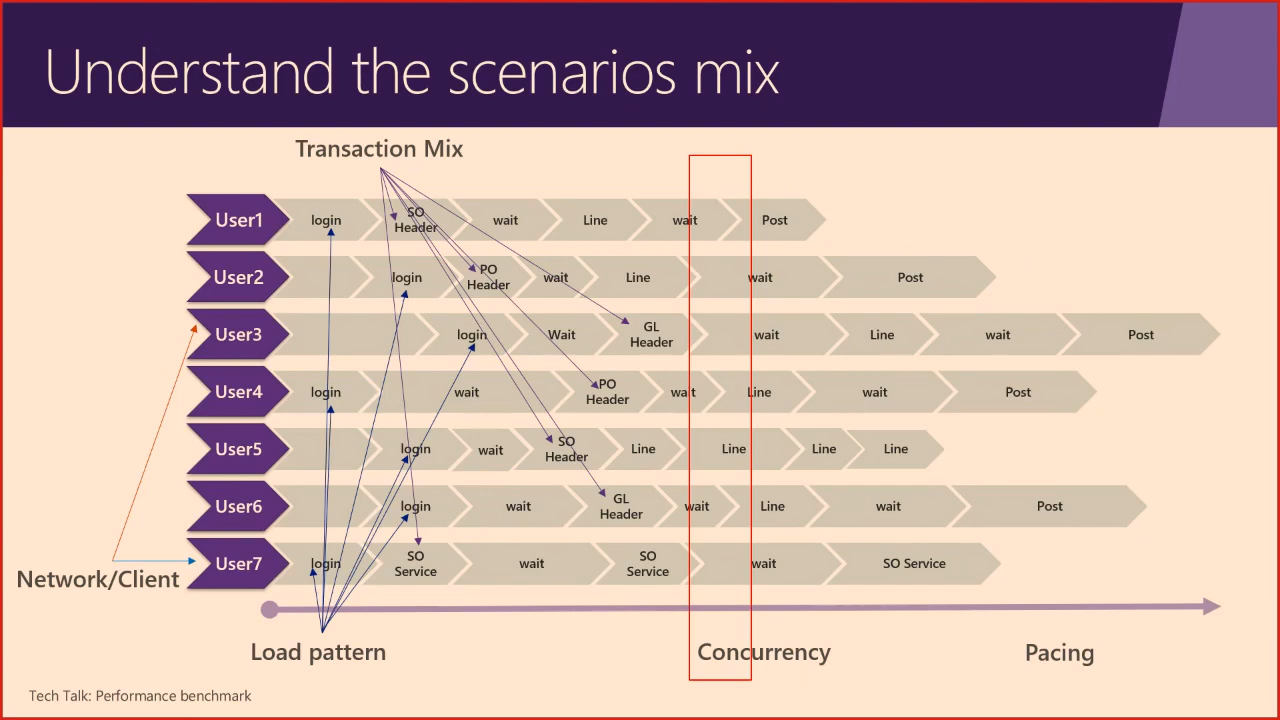 Understand the scenarios mix
Transaction Mix
User1 login SO Header wait Line wait Post
User2 login PO Header wait Line wait Post
User3 login Wait GL Header wait Line wait Post
User4 login wait PO Header wait Line wait Post
User5 login wait SO Header Line Line Line Line
User6 login wait GL Header wait Line wait Post
User7 login SO Service wait SO Service wait SO Service
Network/Client
Load pattern Concurrency Pacing
Tech Talk: Performance benchmark